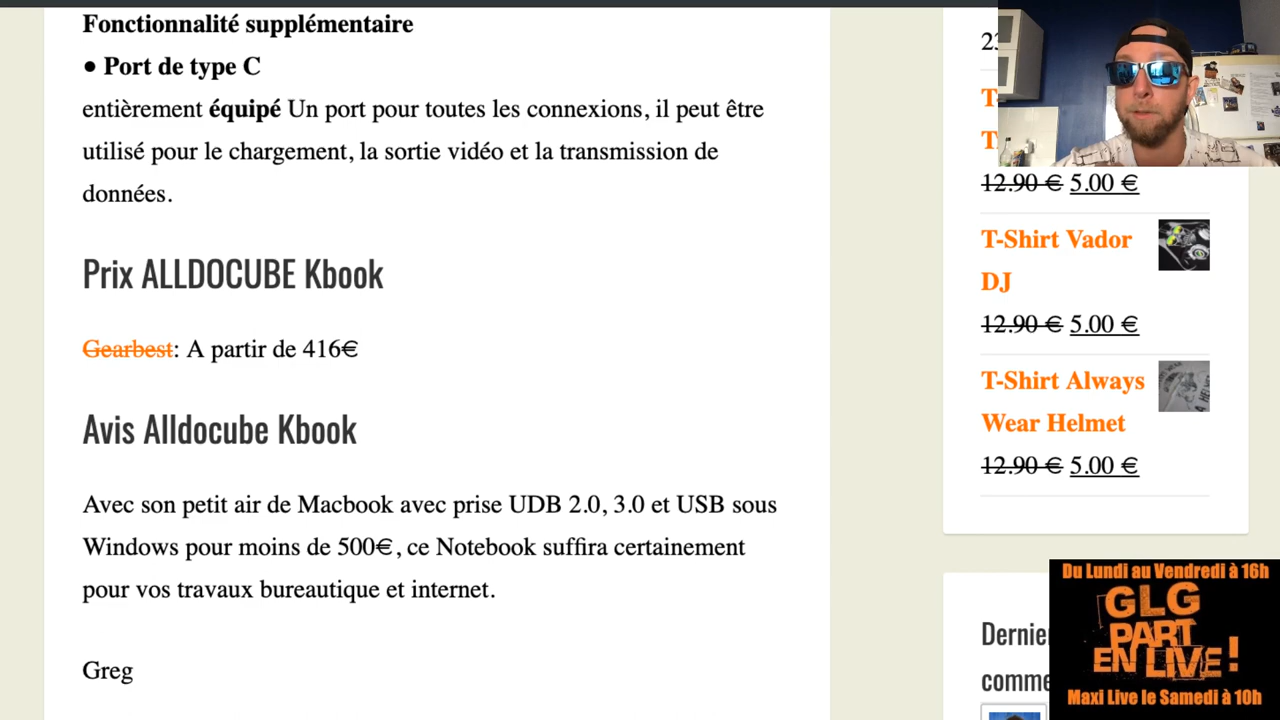 Fonctionnalité supplémentaire
● Port de type C
entièrement équipé Un port pour toutes les connexions, il peut être
utilisé pour le chargement, la sortie vidéo et la transmission de
données.
Prix ALLDOCUBE Kbook
Gearbest: A partir de 416€
Avis Alldocube Kbook
Avec son petit air de Macbook avec prise UDB 2.0, 3.0 et USB sous
Windows pour moins de 500€, ce Notebook suffira certainement
pour vos travaux bureautique et internet.
Greg
12.90 € 5.00 €
T-Shirt Vador
DJ
12.90 € 5.00 €
T-Shirt Always
Wear Helmet
12.90 € 5.00 €
Du Lundi au Vendredi à 16h
GLG
PART
EN LIVE !
Maxi Live le Samedi à 10h